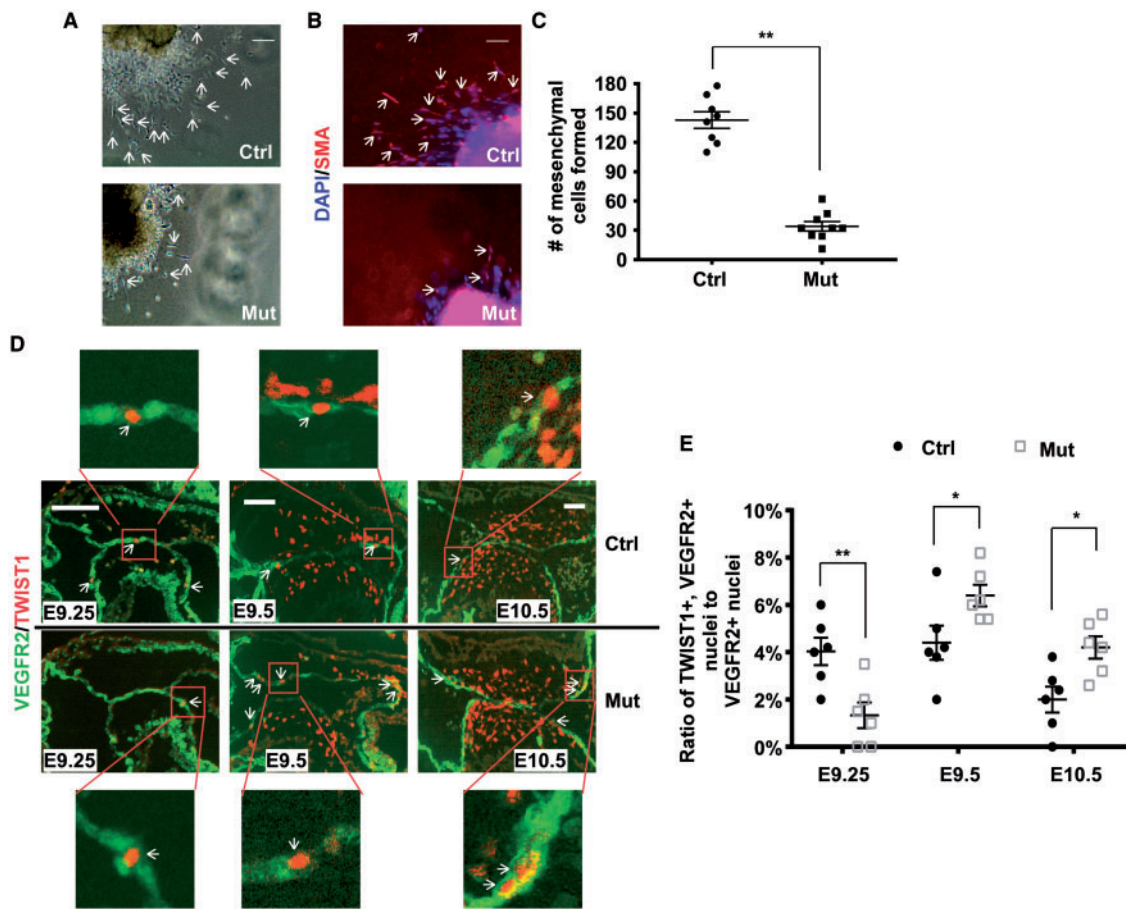 A
Ctrl
Mut
B
DAPI/SMA
Ctrl
Mut
C
**
# of mesenchymal
cells formed
180
150
120
90
60
30
0
Ctrl
Mut
D
VEGFR2/TWIST1
E9.25
E9.5
E10.5
Ctrl
E9.25
E9.5
E10.5
Mut
E
Ctrl
Mut
Ratio of TWIST1+, VEGFR2+
nuclei to
VEGFR2+ nuclei
10%
8%
6%
4%
2%
0%
**
*
*
E9.25
E9.5
E10.5